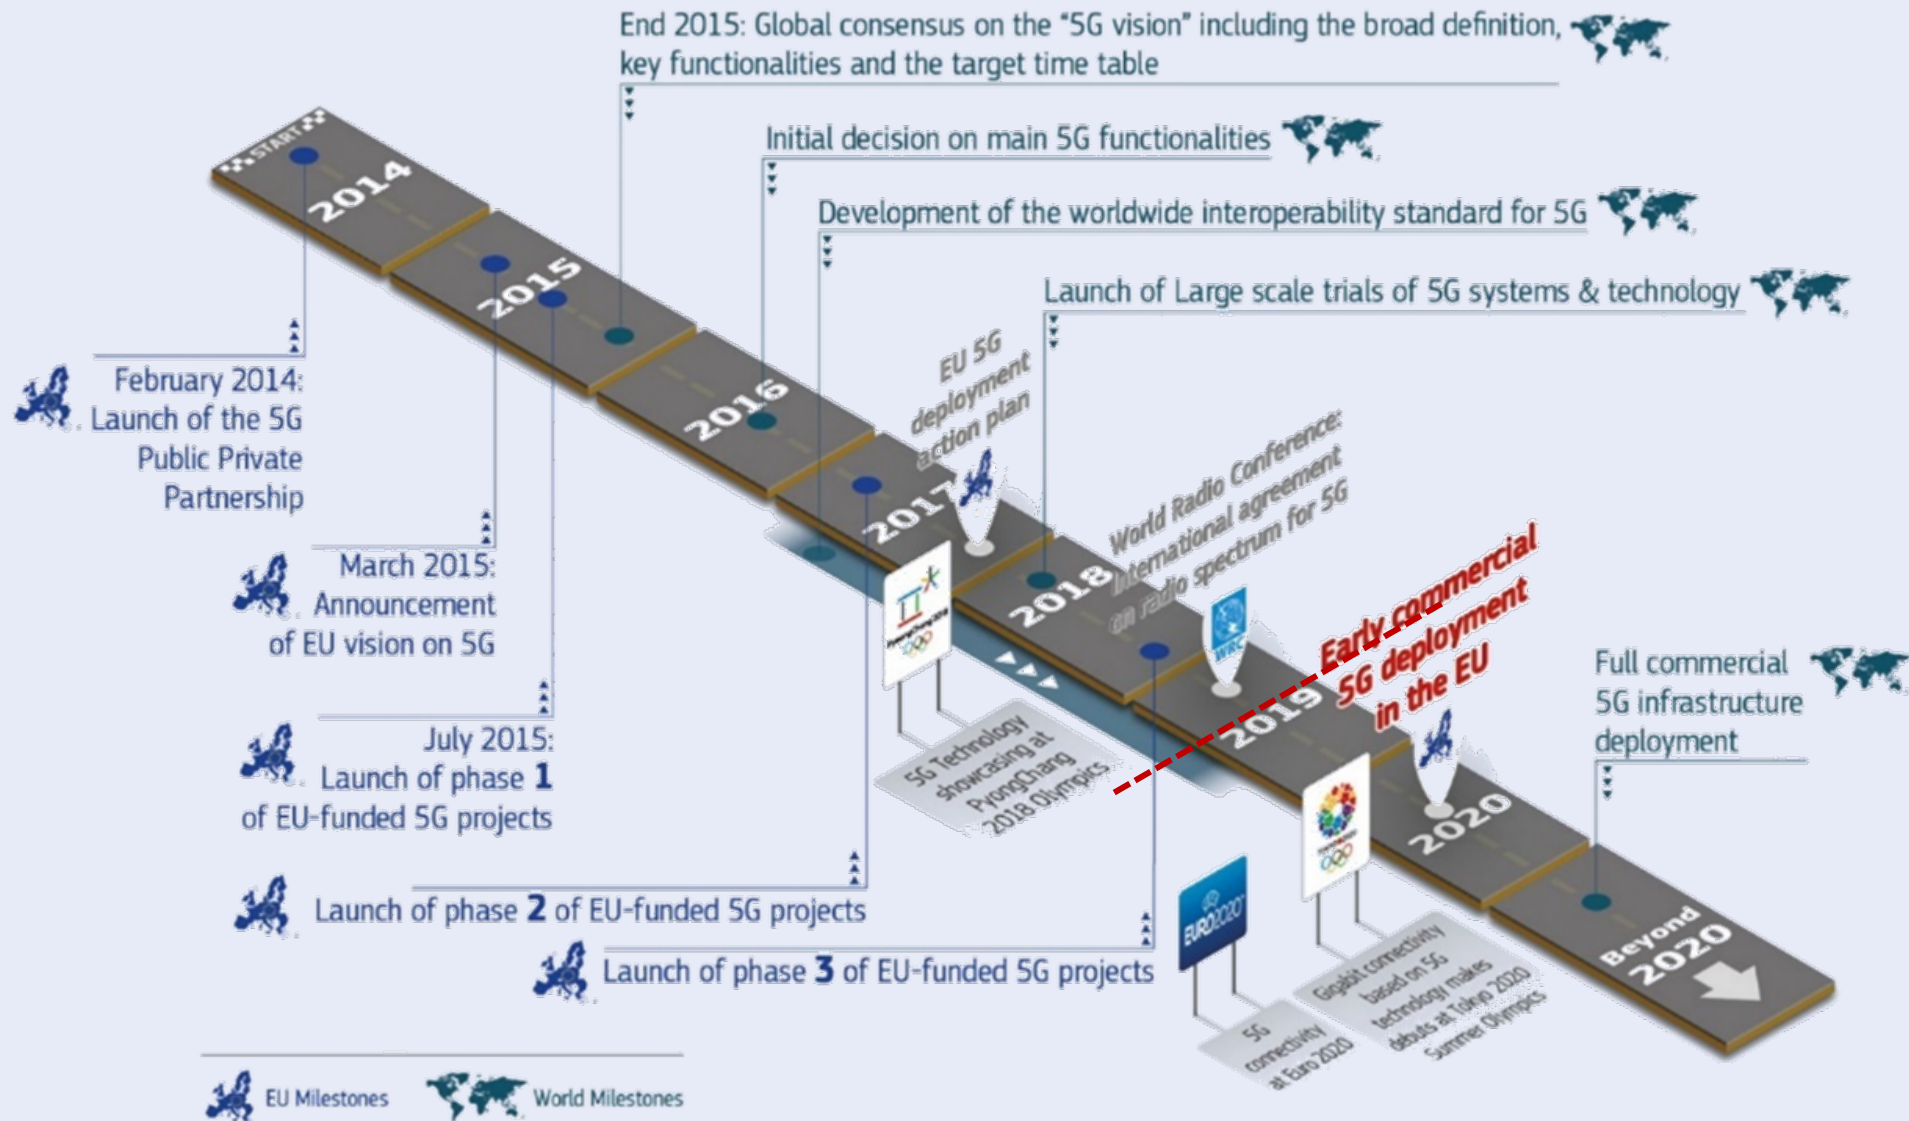 End 2015: Global consensus on the "5G vision" including the broad definition,
key functionalities and the target time table
Initial decision on main 5G functionalities
Development of the worldwide interoperability standard for 5G
Launch of Large scale trials of 5G systems & technology
START
2014
2015
2016
2017
2018
2019
2020
Beyond
2020
EU 5G
deployment
action plan
World Radio Conference:
international agreement
on radio spectrum for 5G
WRC
Early commercial
5G deployment
in the EU
Full commercial
5G infrastructure
deployment
February 2014:
Launch of the 5G
Public Private
Partnership
March 2015:
Announcement
of EU vision on 5G
July 2015:
Launch of phase 1
of EU-funded 5G projects
Launch of phase 2 of EU-funded 5G projects
Launch of phase 3 of EU-funded 5G projects
PyeongChang 2018
5G Technology
showcasing at
PyongChang
2018 Olympics
EURO2020
5G
connectivity
at Euro 2020
Gigabit connectivity
based on 5G
technology makes
debuts at Tokyo 2020
Summer Olympics
EU Milestones
World Milestones